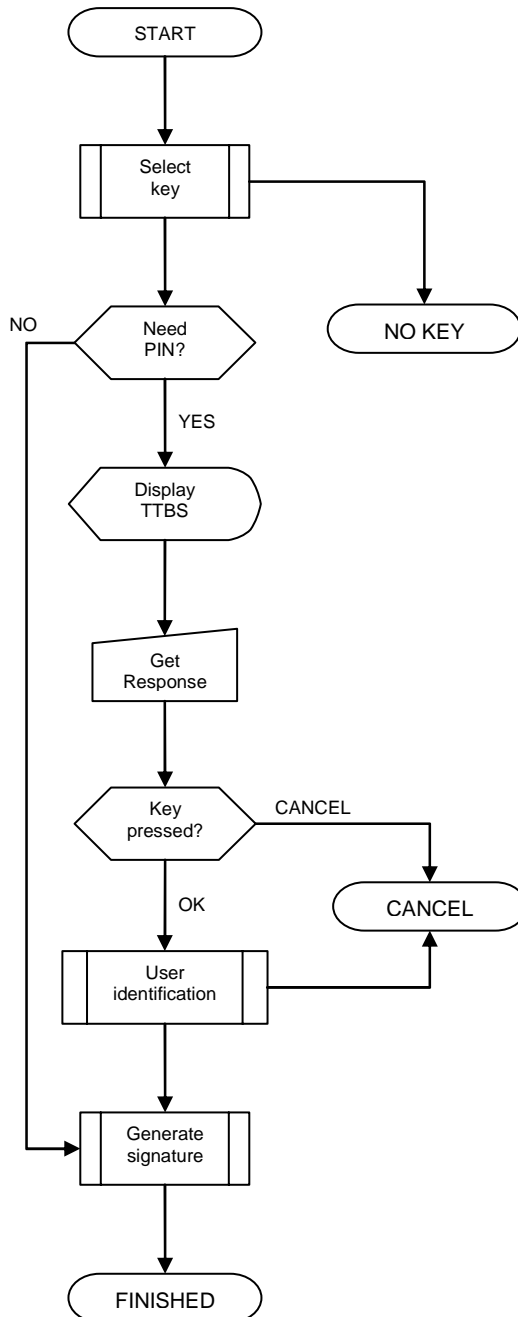 START
Select
key
NO
Need
PIN?
NO KEY
YES
Display
TTBS
Get
Response
Key
pressed?
CANCEL
CANCEL
OK
User
identification
Generate
signature
FINISHED